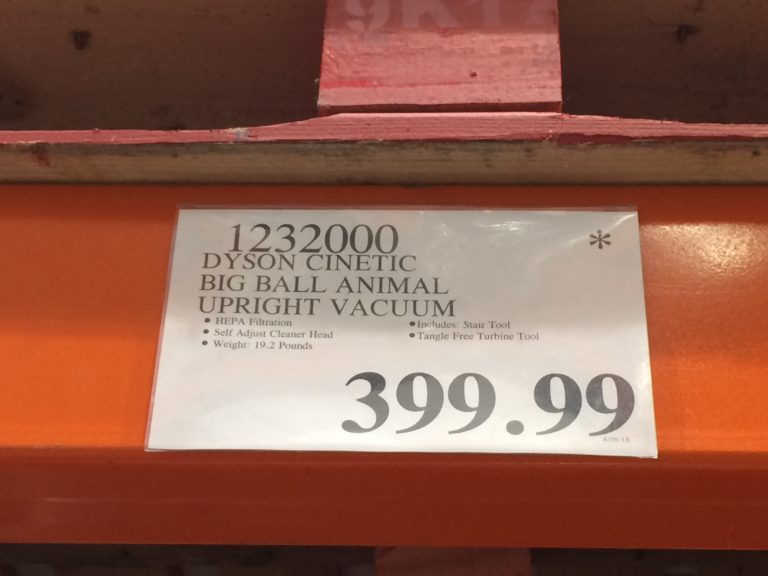 1232000
*
DYSON CINETIC
BIG BALL ANIMAL
UPRIGHT VACUUM
• HEPA Filtration
• Self Adjust Cleaner Head
• Weight: 19.2 Pounds
• Includes: Stair Tool
• Tangle Free Turbine Tool
399.99